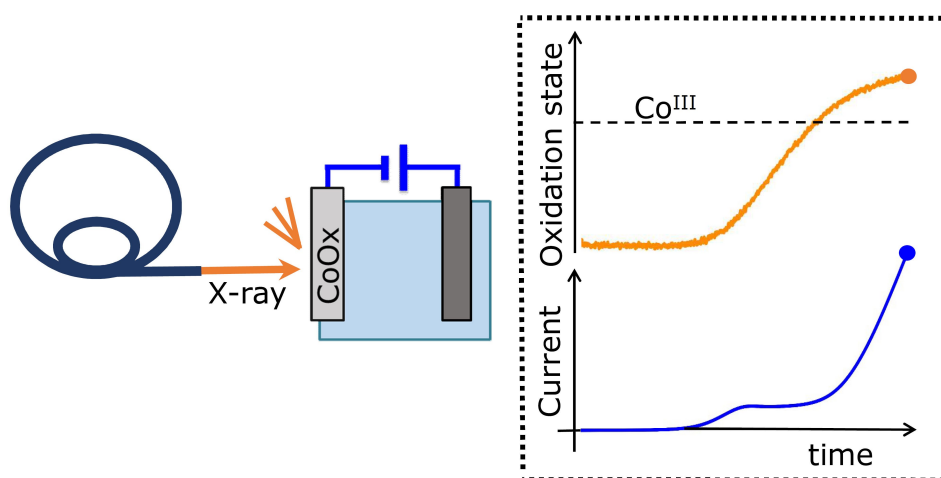 X-ray
CoOx
Oxidation state
Co^III
Current
time